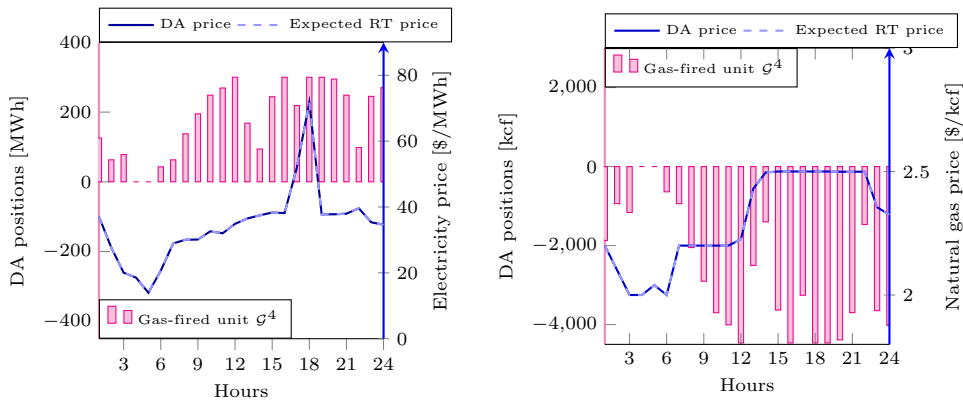 DA price Expected RT price
400
200
0
−200
−400
DA positions [MWh]
80
60
40
20
0
Electricity price [$/MWh]
Gas-fired unit 𝒢⁴
3 6 9 12 15 18 21 24
Hours
DA price Expected RT price
Gas-fired unit 𝒢⁴
2,000
0
−2,000
−4,000
DA positions [kcf]
3
2.5
2
Natural gas price [$/kcf]
3 6 9 12 15 18 21 24
Hours